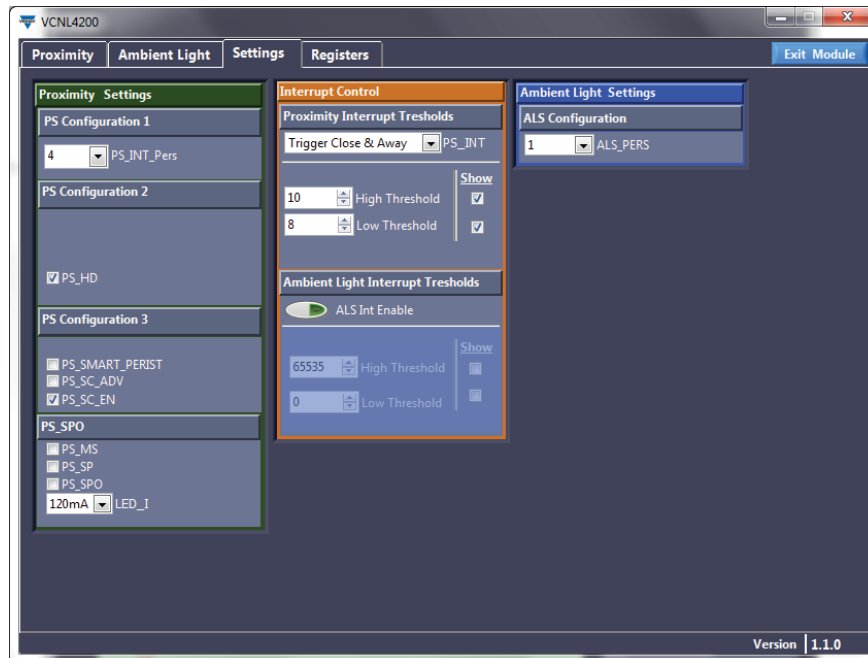 VCNL4200
Proximity Ambient Light Settings Registers Exit Module
Proximity Settings
PS Configuration 1
4 PS_INT_Pers
PS Configuration 2
PS_HD
PS Configuration 3
PS_SMART_PERIST
PS_SC_ADV
PS_SC_EN
PS_SPO
PS_MS
PS_SP
PS_SPO
120mA LED_I
Interrupt Control
Proximity Interrupt Tresholds
Trigger Close & Away PS_INT
Show
10 High Threshold
8 Low Threshold
Ambient Light Interrupt Tresholds
ALS Int Enable
Show
65535 High Threshold
0 Low Threshold
Ambient Light Settings
ALS Configuration
1 ALS_PERS
Version 1.1.0